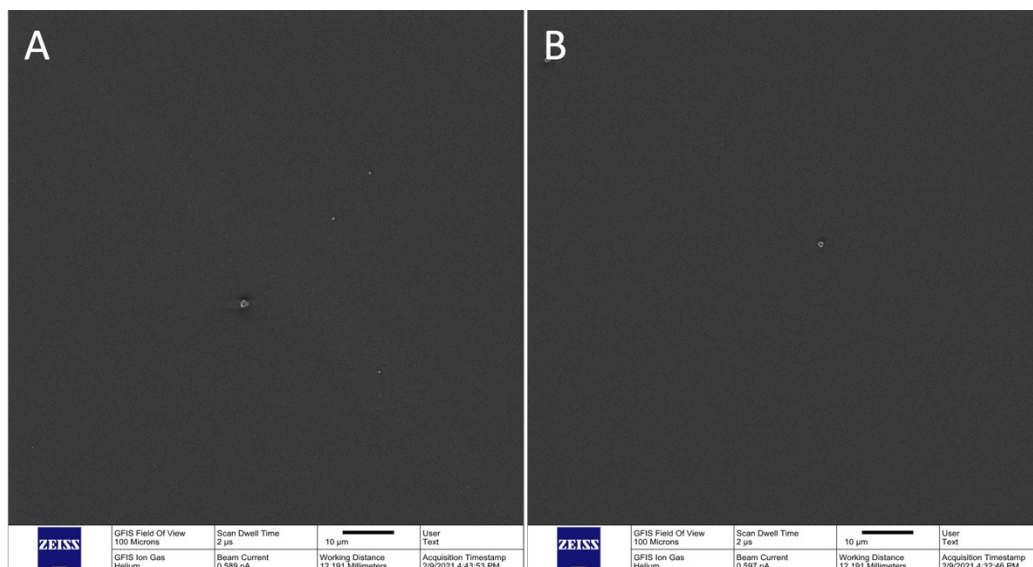 A
B
ZEISS
GFIS Field Of View
100 Microns
Scan Dwell Time
2 µs
10 µm
User
Text
GFIS Ion Gas
Helium
Beam Current
0.589 pA
Working Distance
12.191 Millimeters
Acquisition Timestamp
2/9/2021 4:43:53 PM
ZEISS
GFIS Field Of View
100 Microns
Scan Dwell Time
2 µs
10 µm
User
Text
GFIS Ion Gas
Helium
Beam Current
0.597 pA
Working Distance
12.191 Millimeters
Acquisition Timestamp
2/9/2021 4:32:46 PM